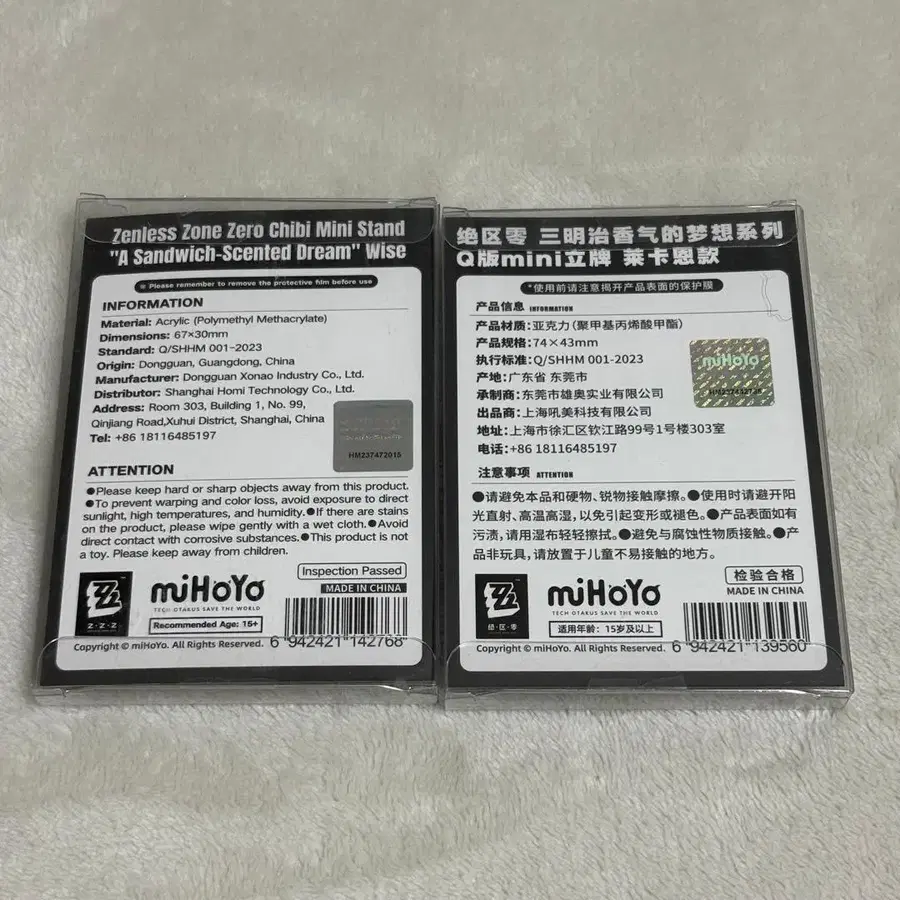 Zenless Zone Zero Chibi Mini Stand
"A Sandwich-Scented Dream" Wise
※ Please remember to remove the protective film before use
INFORMATION
Material: Acrylic (Polymethyl Methacrylate)
Dimensions: 67×30mm
Standard: Q/SHHM 001-2023
Origin: Dongguan, Guangdong, China
Manufacturer: Dongguan Xonao Industry Co., Ltd.
Distributor: Shanghai Homi Technology Co., Ltd.
Address: Room 303, Building 1, No. 99,
Qinjiang Road,Xuhui District, Shanghai, China
Tel: +86 18116485197
HM237472015
ATTENTION
●Please keep hard or sharp objects away from this product.
●To prevent warping and color loss, avoid exposure to direct
sunlight, high temperatures, and humidity.●If there are stains
on the product, please wipe gently with a wet cloth.●Avoid
direct contact with corrosive substances.●This product is not
a toy. Please keep away from children.
Z·Z·Z
miHoYo
TECH OTAKUS SAVE THE WORLD
Recommended Age: 15+
Inspection Passed
MADE IN CHINA
6 942421 142768
Copyright © miHoYo. All Rights Reserved.
绝区零 三明治香气的梦想系列
Q版mini立牌 莱卡恩款
*使用前请注意揭开产品表面的保护膜
产品信息 INFORMATION
产品材质:亚克力(聚甲基丙烯酸甲酯)
产品规格:74×43mm
执行标准:Q/SHHM 001-2023
产地:广东省 东莞市
承制商:东莞市雄奥实业有限公司
出品商:上海吼美科技有限公司
地址:上海市徐汇区钦江路99号1号楼303室
电话:+86 18116485197
miHoYo
注意事项 ATTENTION
●请避免本品和硬物、锐物接触摩擦。●使用时请避开阳
光直射、高温高湿,以免引起变形或褪色。●产品表面如有
污渍,请用湿布轻轻擦拭。●避免与腐蚀性物质接触。●产
品非玩具,请放置于儿童不易接触的地方。
绝·区·零
miHoYo
TECH OTAKUS SAVE THE WORLD
适用年龄:15岁及以上
检验合格
MADE IN CHINA
6 942421 139560
Copyright © miHoYo. All Rights Reserved.